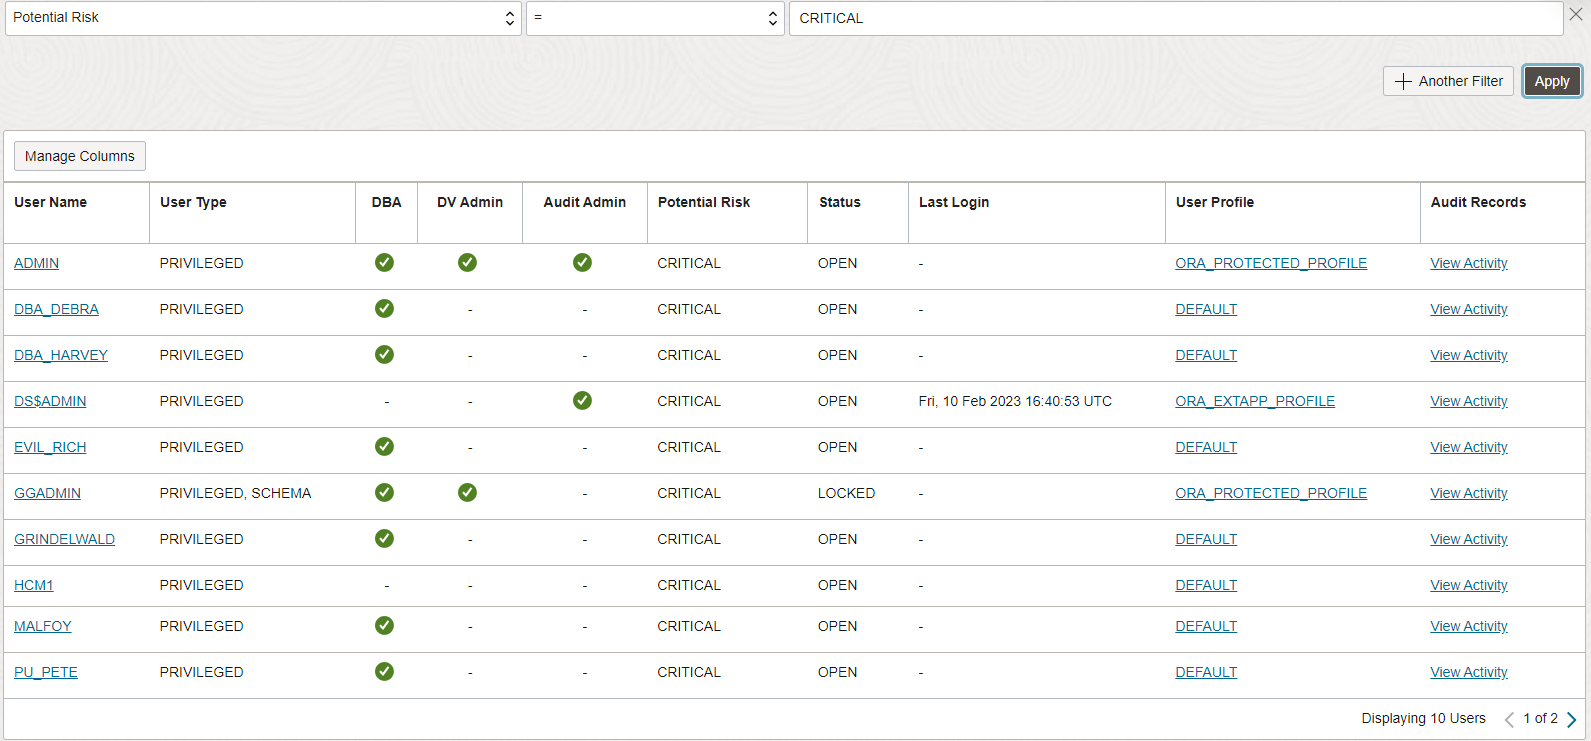 Potential Risk = CRITICAL
Another Filter Apply
Manage Columns
User Name User Type DBA DV Admin Audit Admin Potential Risk Status Last Login User Profile Audit Records
ADMIN PRIVILEGED CRITICAL OPEN - ORA_PROTECTED_PROFILE View Activity
DBA_DEBRA PRIVILEGED - - CRITICAL OPEN - DEFAULT View Activity
DBA_HARVEY PRIVILEGED - - CRITICAL OPEN - DEFAULT View Activity
DS$ADMIN PRIVILEGED - - CRITICAL OPEN Fri, 10 Feb 2023 16:40:53 UTC ORA_EXTAPP_PROFILE View Activity
EVIL_RICH PRIVILEGED - - CRITICAL OPEN - DEFAULT View Activity
GGADMIN PRIVILEGED, SCHEMA - CRITICAL LOCKED - ORA_PROTECTED_PROFILE View Activity
GRINDELWALD PRIVILEGED - - CRITICAL OPEN - DEFAULT View Activity
HCM1 PRIVILEGED - - - CRITICAL OPEN - DEFAULT View Activity
MALFOY PRIVILEGED - - CRITICAL OPEN - DEFAULT View Activity
PU_PETE PRIVILEGED - - CRITICAL OPEN - DEFAULT View Activity
Displaying 10 Users 1 of 2